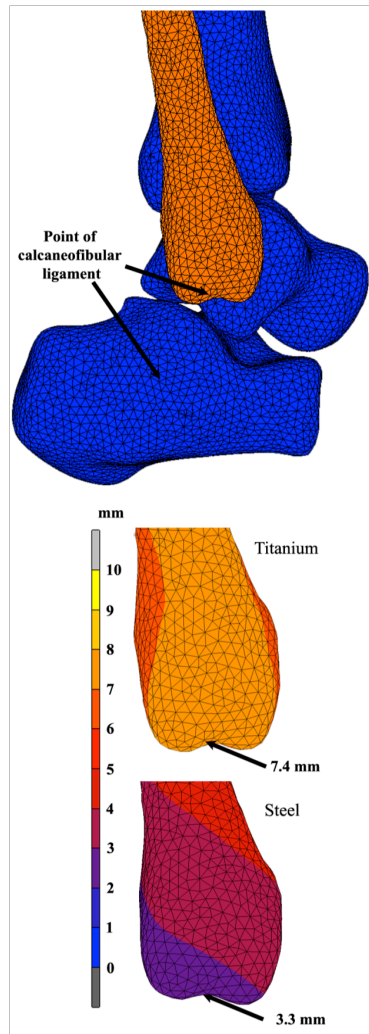 Point of
calcaneofibular
ligament
mm
10
9
8
7
6
5
4
3
2
1
0
Titanium
7.4 mm
Steel
3.3 mm